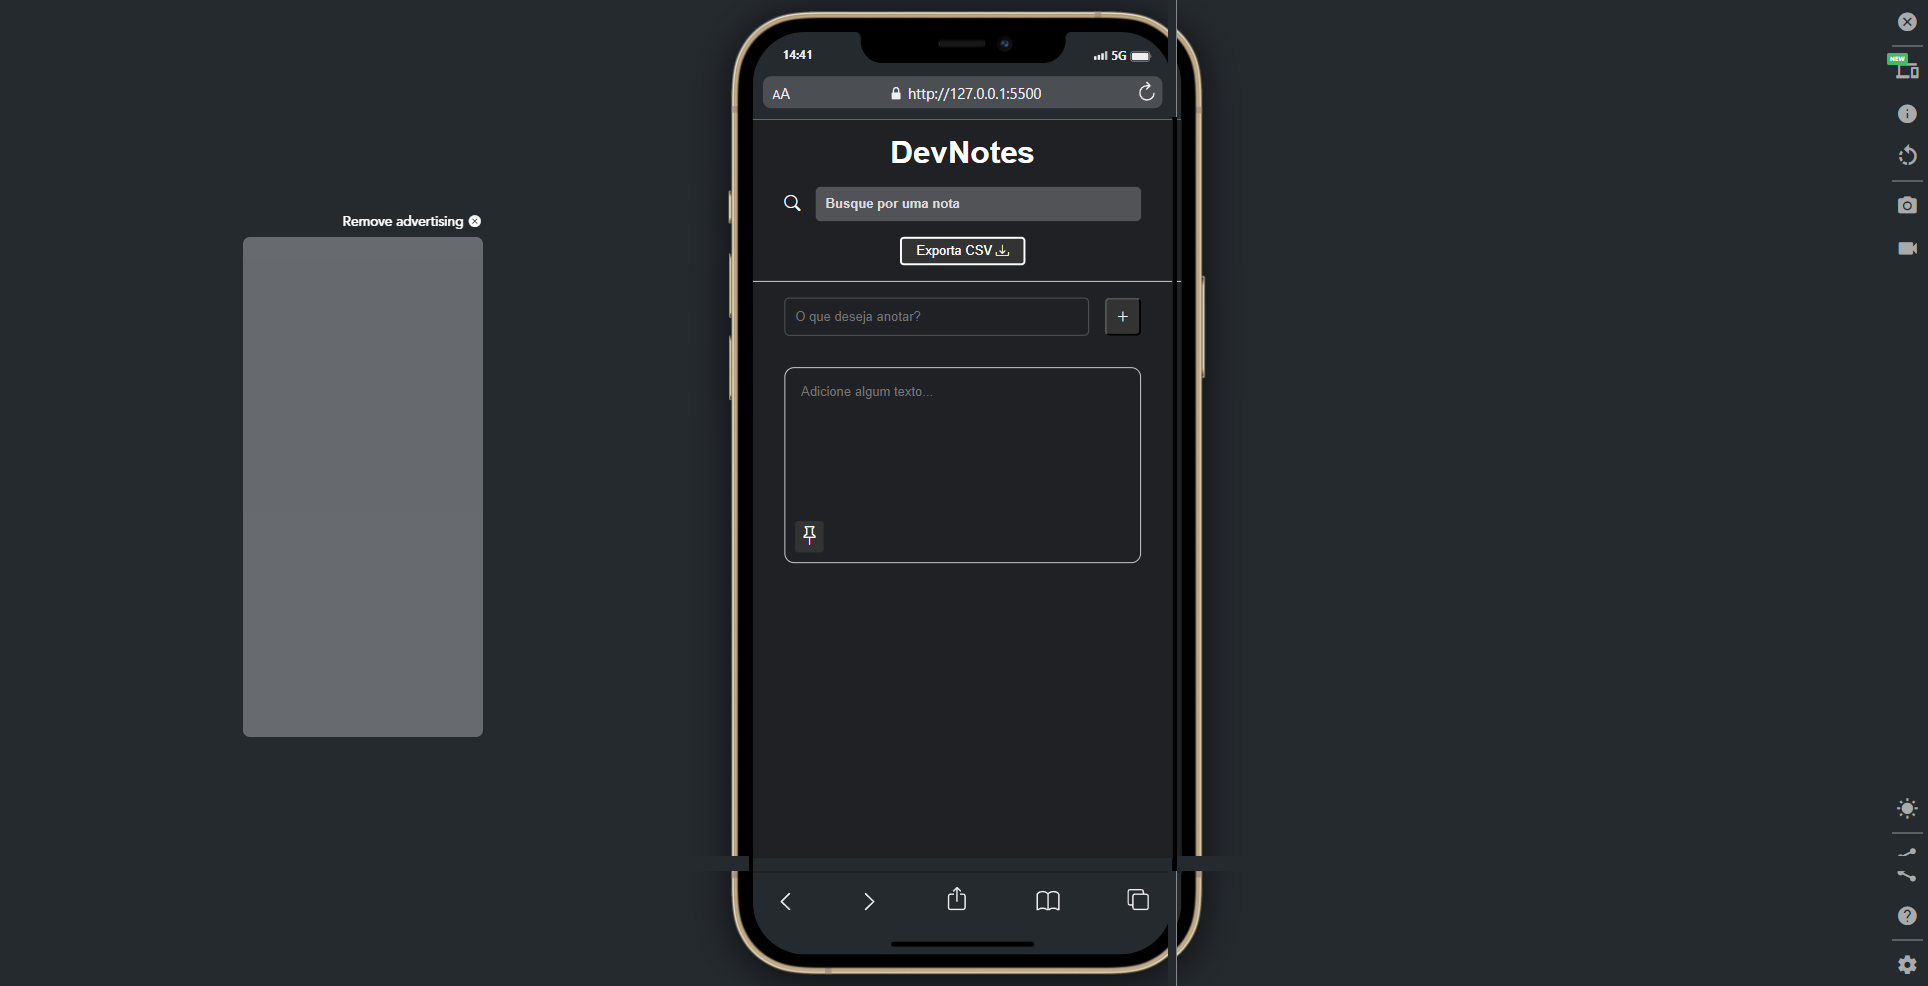 14:41
5G
AA
http://127.0.0.1:5500
DevNotes
Busque por uma nota
Exporta CSV
O que deseja anotar?
+
Adicione algum texto...
Remove advertising
NEW